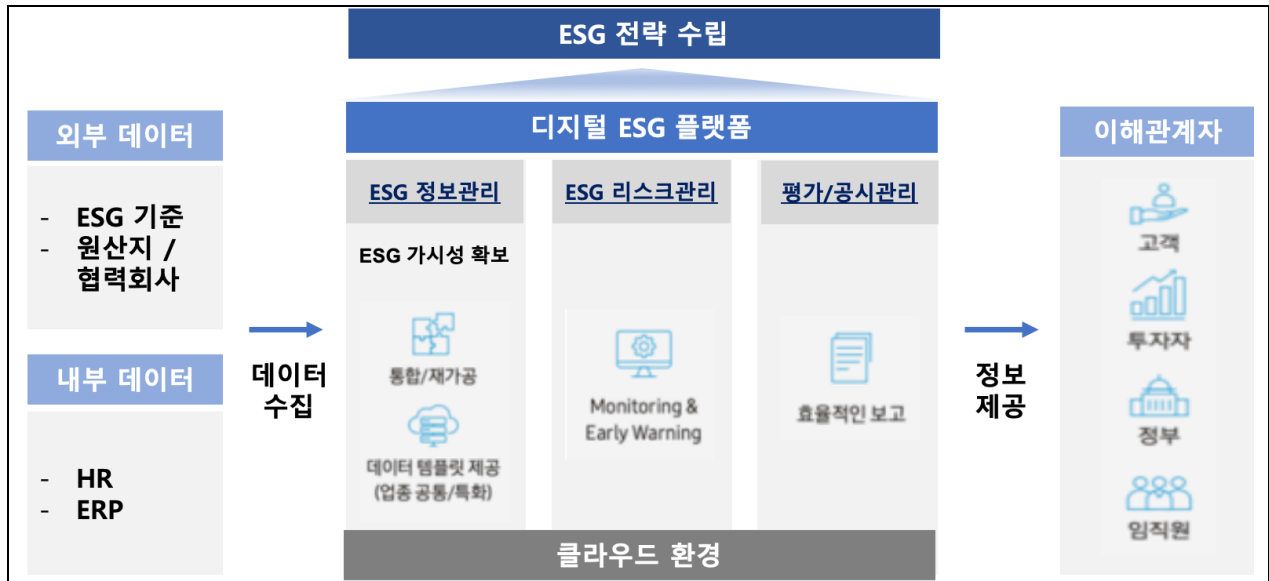 ESG 전략 수립
디지털 ESG 플랫폼
외부 데이터
- ESG 기준
- 원산지 /
협력회사
내부 데이터
- HR
- ERP
데이터
수집
ESG 정보관리
ESG 가시성 확보
통합/재가공
데이터 템플릿 제공
(업종 공통/특화)
ESG 리스크관리
Monitoring &
Early Warning
평가/공시관리
효율적인 보고
클라우드 환경
정보
제공
이해관계자
고객
투자자
정부
임직원